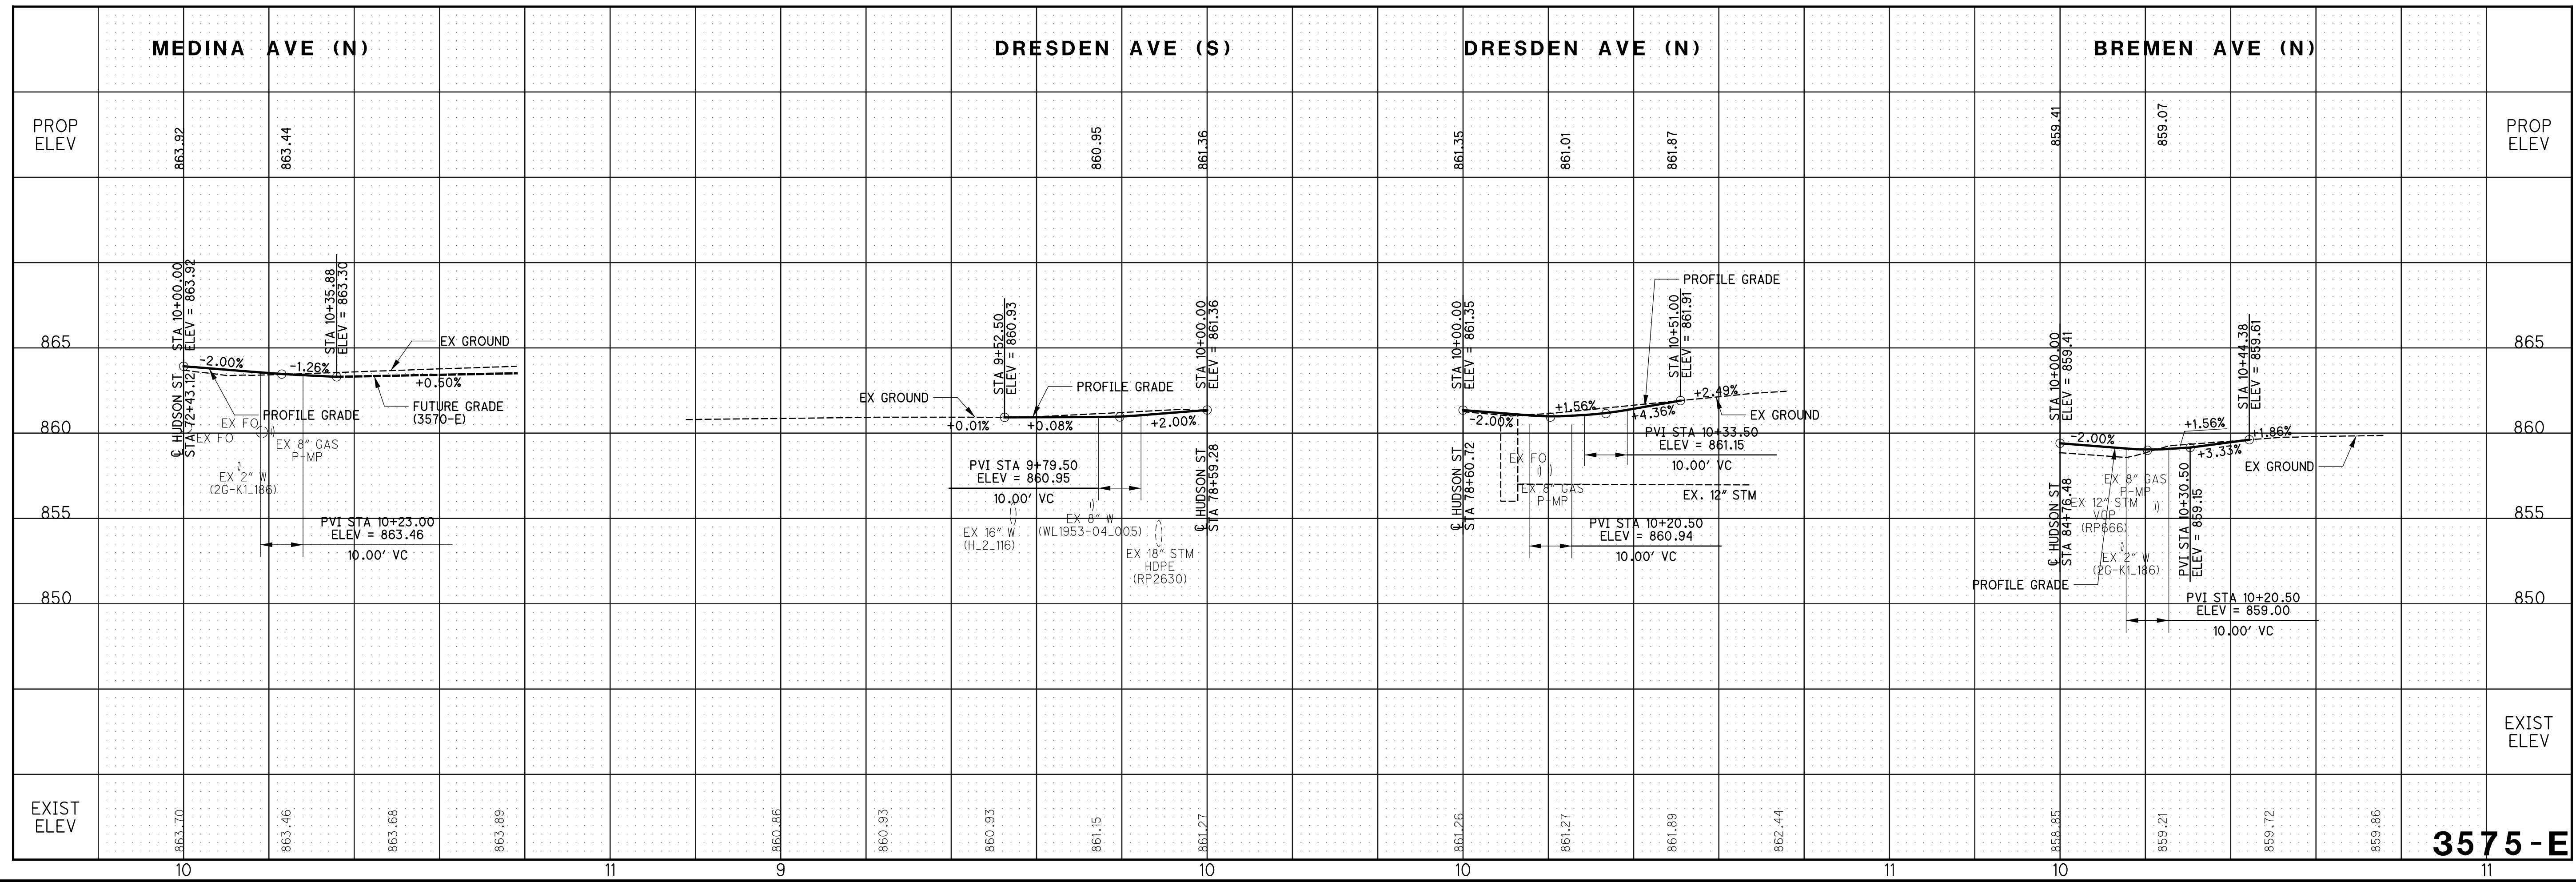 MEDINA AVE (N)
DRESDEN AVE (S)
DRESDEN AVE (N)
BREMEN AVE (N)
PROP
ELEV
863.92
863.44
860.95
861.36
861.35
861.01
861.87
859.41
859.07
PROP
ELEV
865
860
855
850
STA 10+00.00
ELEV = 863.92
STA 10+35.88
ELEV = 863.30
-2.00%
-1.26%
+0.50%
EX GROUND
PROFILE GRADE
FUTURE GRADE
(3570-E)
℄ HUDSON ST
STA 72+43.12
EX FO
EX FO
EX 8" GAS
P-MP
EX 2" W
(2G-K1_186)
PVI STA 10+23.00
ELEV = 863.46
10.00' VC
STA 9+52.50
ELEV = 860.93
STA 10+00.00
ELEV = 861.36
EX GROUND
PROFILE GRADE
+0.01%
+0.08%
+2.00%
PVI STA 9+79.50
ELEV = 860.95
10.00' VC
℄ HUDSON ST
STA 78+59.28
EX 16" W
(H_2_116)
EX 8" W
(WL1953-04_005)
EX 18" STM
HDPE
(RP2630)
STA 10+00.00
ELEV = 861.35
PROFILE GRADE
STA 10+51.00
ELEV = 861.91
-2.00%
+1.56%
+4.36%
+2.49%
EX GROUND
PVI STA 10+33.50
ELEV = 861.15
10.00' VC
℄ HUDSON ST
STA 78+60.72
EX FO
EX 8" GAS
P-MP
EX. 12" STM
PVI STA 10+20.50
ELEV = 860.94
10.00' VC
STA 10+00.00
ELEV = 859.41
STA 10+44.38
ELEV = 859.61
-2.00%
+1.56%
+3.33%
+1.86%
EX GROUND
℄ HUDSON ST
STA 84+76.48
EX 8" GAS
P-MP
EX 12" STM
VCP
(RP666)
EX 2" W
(2G-K1_186)
PVI STA 10+30.50
ELEV = 859.15
PROFILE GRADE
PVI STA 10+20.50
ELEV = 859.00
10.00' VC
865
860
855
850
EXIST
ELEV
EXIST
ELEV
863.70
863.46
863.68
863.89
860.86
860.93
860.93
861.15
861.27
861.26
861.27
861.89
862.44
858.85
859.21
859.72
859.86
3575-E
10
11
9
10
10
11
10
11